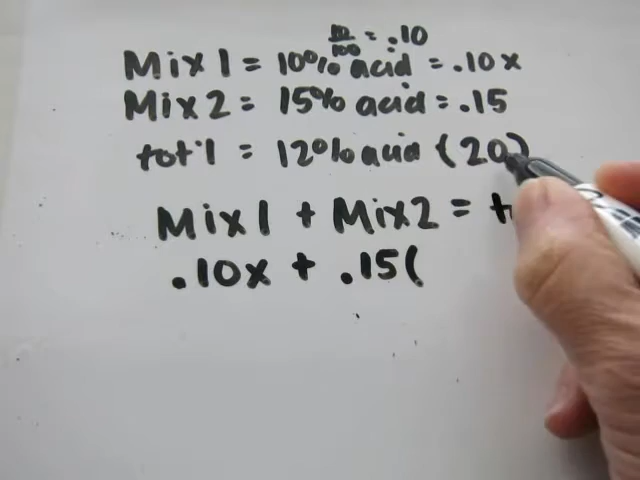 10/100 = .10
Mix 1 = 10% acid = .10x
Mix 2 = 15% acid = .15
tot'l = 12% acid (20)
Mix 1 + Mix 2 =
.10x + .15(